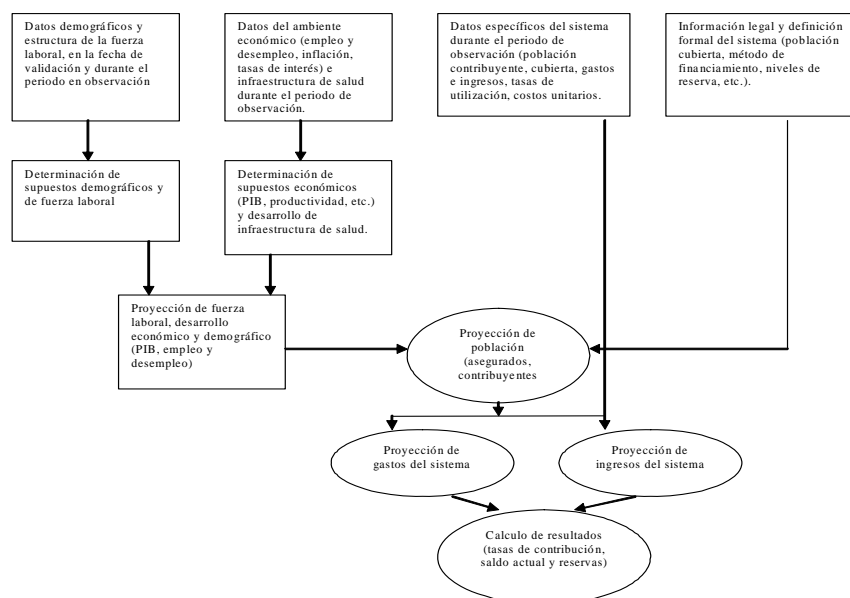 Datos demográficos y
estructura de la fuerza
laboral, en la fecha de
validación y durante el
periodo en observación
Datos del ambiente
económico (empleo y
desempleo, inflación,
tasas de interés) e
infraestructura de salud
durante el periodo de
observación.
Datos específicos del sistema
durante el periodo de
observación (población
contribuyente, cubierta, gastos
e ingresos, tasas de
utilización, costos unitarios.
Información legal y definición
formal del sistema (población
cubierta, método de
financiamiento, niveles de
reserva, etc.).
Determinación de
supuestos demográficos y
de fuerza laboral
Determinación de
supuestos económicos
(PIB, productividad, etc.)
y desarrollo de
infraestructura de salud.
Proyección de fuerza
laboral, desarrollo
económico y demográfico
(PIB, empleo y
desempleo)
Proyección de
población
(asegurados,
contribuyentes
Proyección de
gastos del sistema
Proyección de
ingresos del sistema
Calculo de resultados
(tasas de contribución,
saldo actual y reservas)